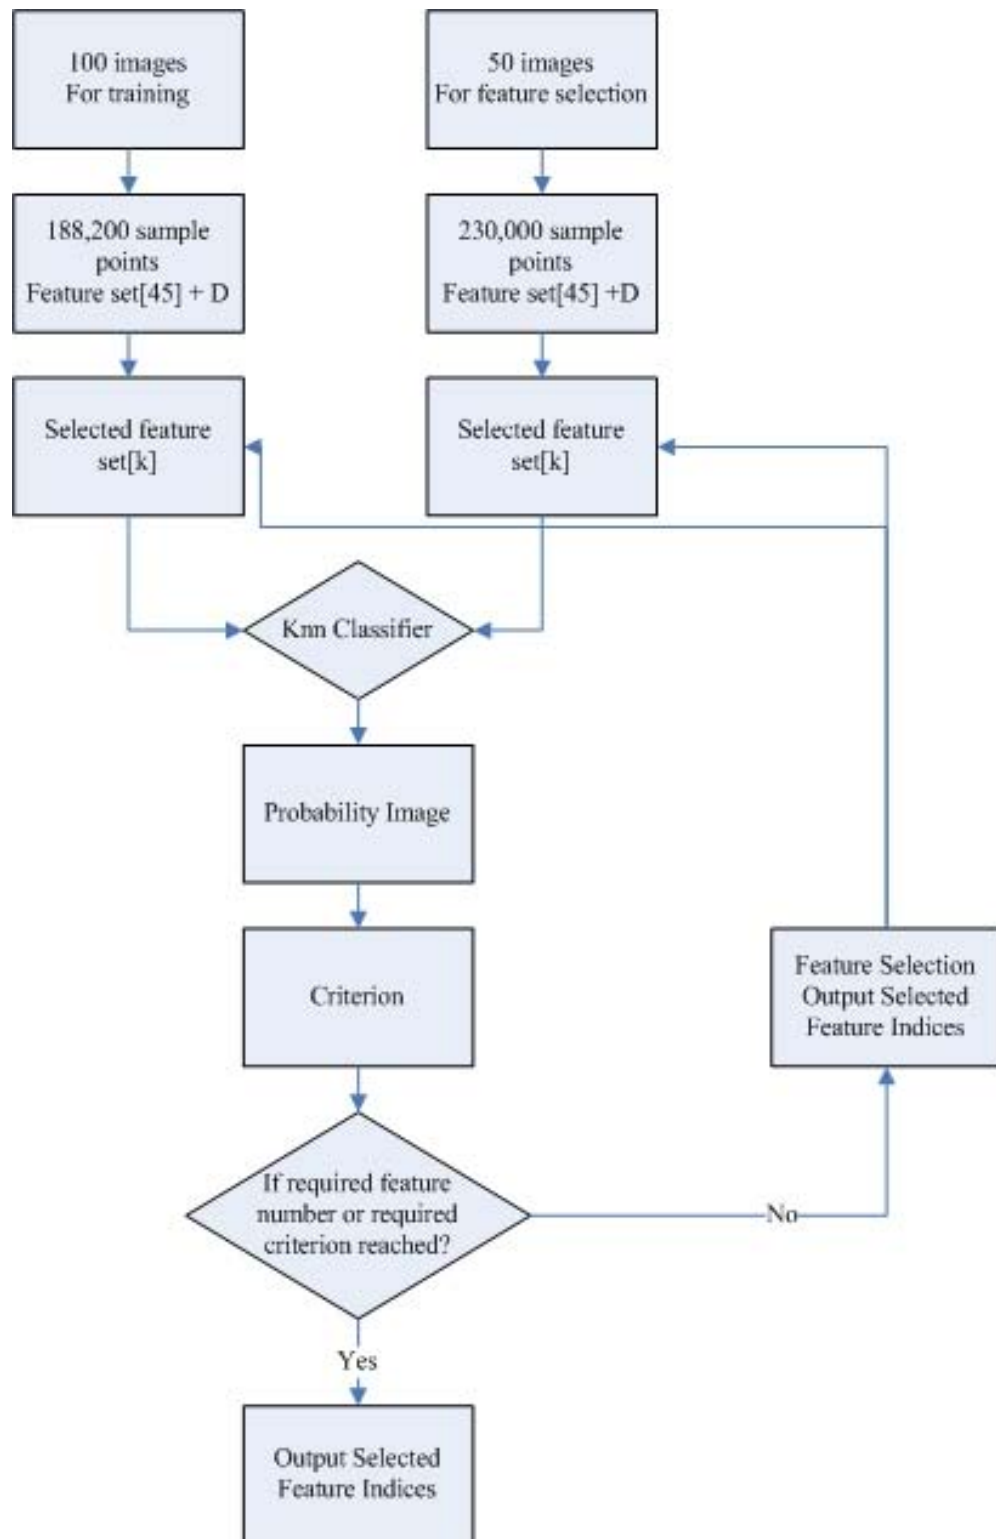 100 images
For training
50 images
For feature selection
188,200 sample
points
Feature set[45] + D
230,000 sample
points
Feature set[45] +D
Selected feature
set[k]
Selected feature
set[k]
Knn Classifier
Probability Image
Criterion
Feature Selection
Output Selected
Feature Indices
If required feature
number or required
criterion reached?
No
Yes
Output Selected
Feature Indices